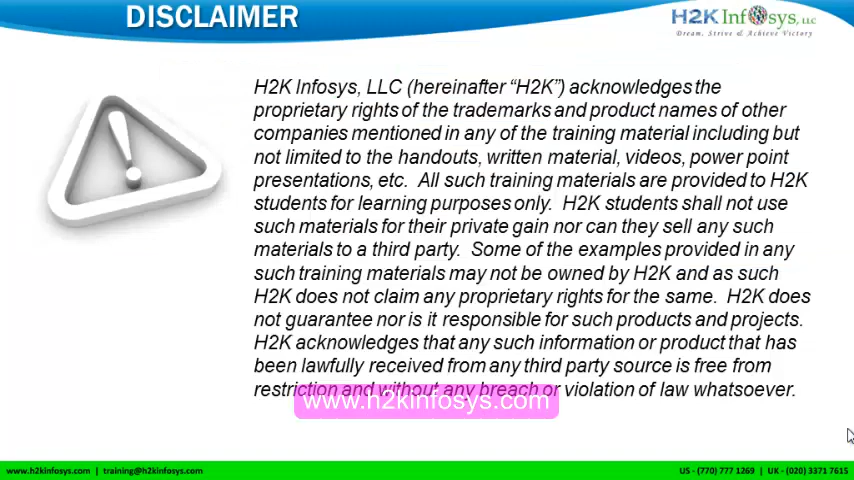 DISCLAIMER
H2K Infosys, LLC
Dream, Strive & Achieve Victory
H2K Infosys, LLC (hereinafter “H2K”) acknowledges the
proprietary rights of the trademarks and product names of other
companies mentioned in any of the training material including but
not limited to the handouts, written material, videos, power point
presentations, etc. All such training materials are provided to H2K
students for learning purposes only. H2K students shall not use
such materials for their private gain nor can they sell any such
materials to a third party. Some of the examples provided in any
such training materials may not be owned by H2K and as such
H2K does not claim any proprietary rights for the same. H2K does
not guarantee nor is it responsible for such products and projects.
H2K acknowledges that any such information or product that has
been lawfully received from any third party source is free from
restriction and without any breach or violation of law whatsoever.
www.h2kinfosys.com
www.h2kinfosys.com | training@h2kinfosys.com
US - (770) 777 1269 | UK - (020) 3371 7615